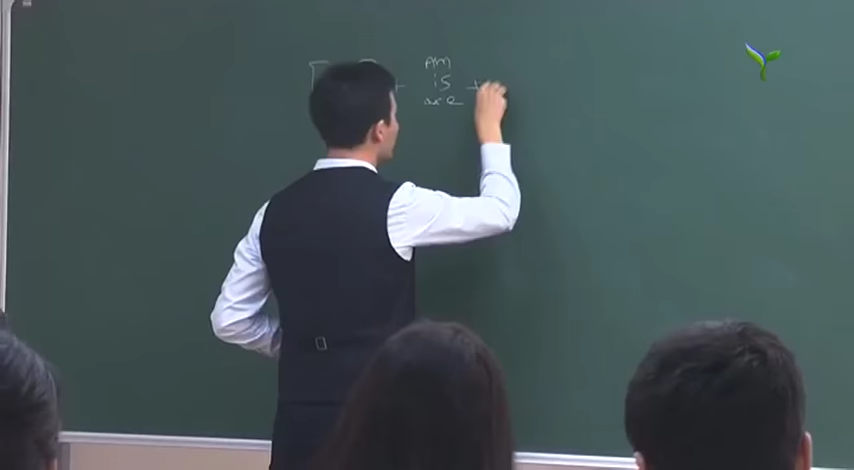 + Am +
is
are